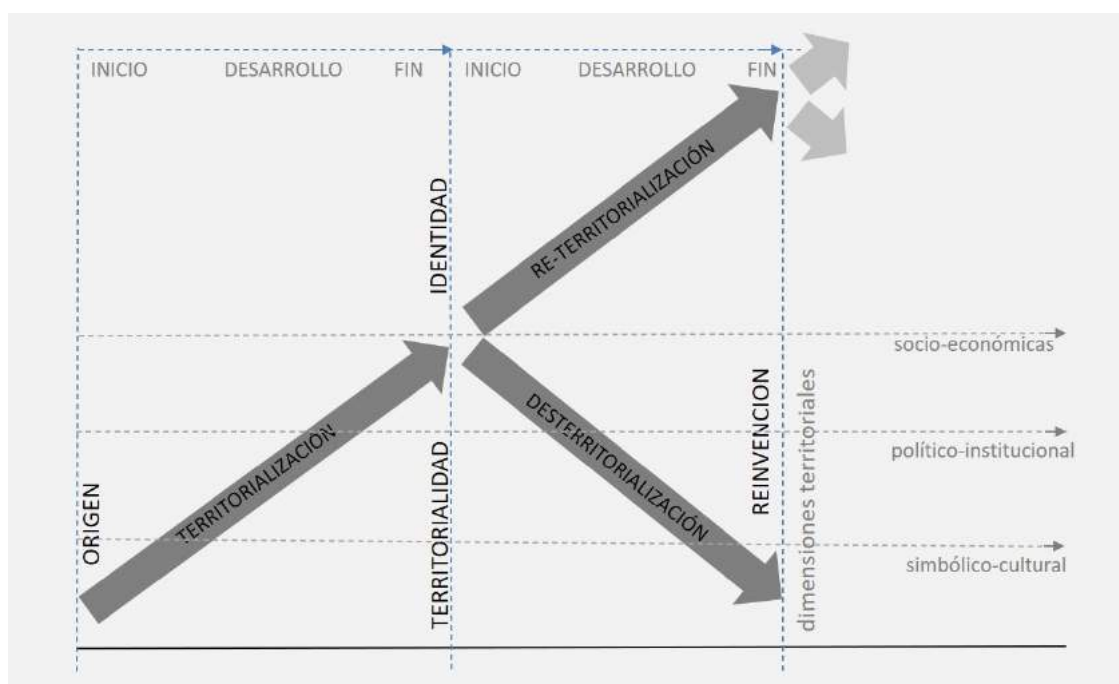 INICIO DESARROLLO FIN INICIO DESARROLLO FIN
IDENTIDAD
RE-TERRITORIALIZACIÓN
socio-económicas
TERRITORIALIZACIÓN
DESTERRITORIALIZACIÓN
REINVENCION
dimensiones territoriales
político-institucional
ORIGEN
TERRITORIALIDAD
simbólico-cultural